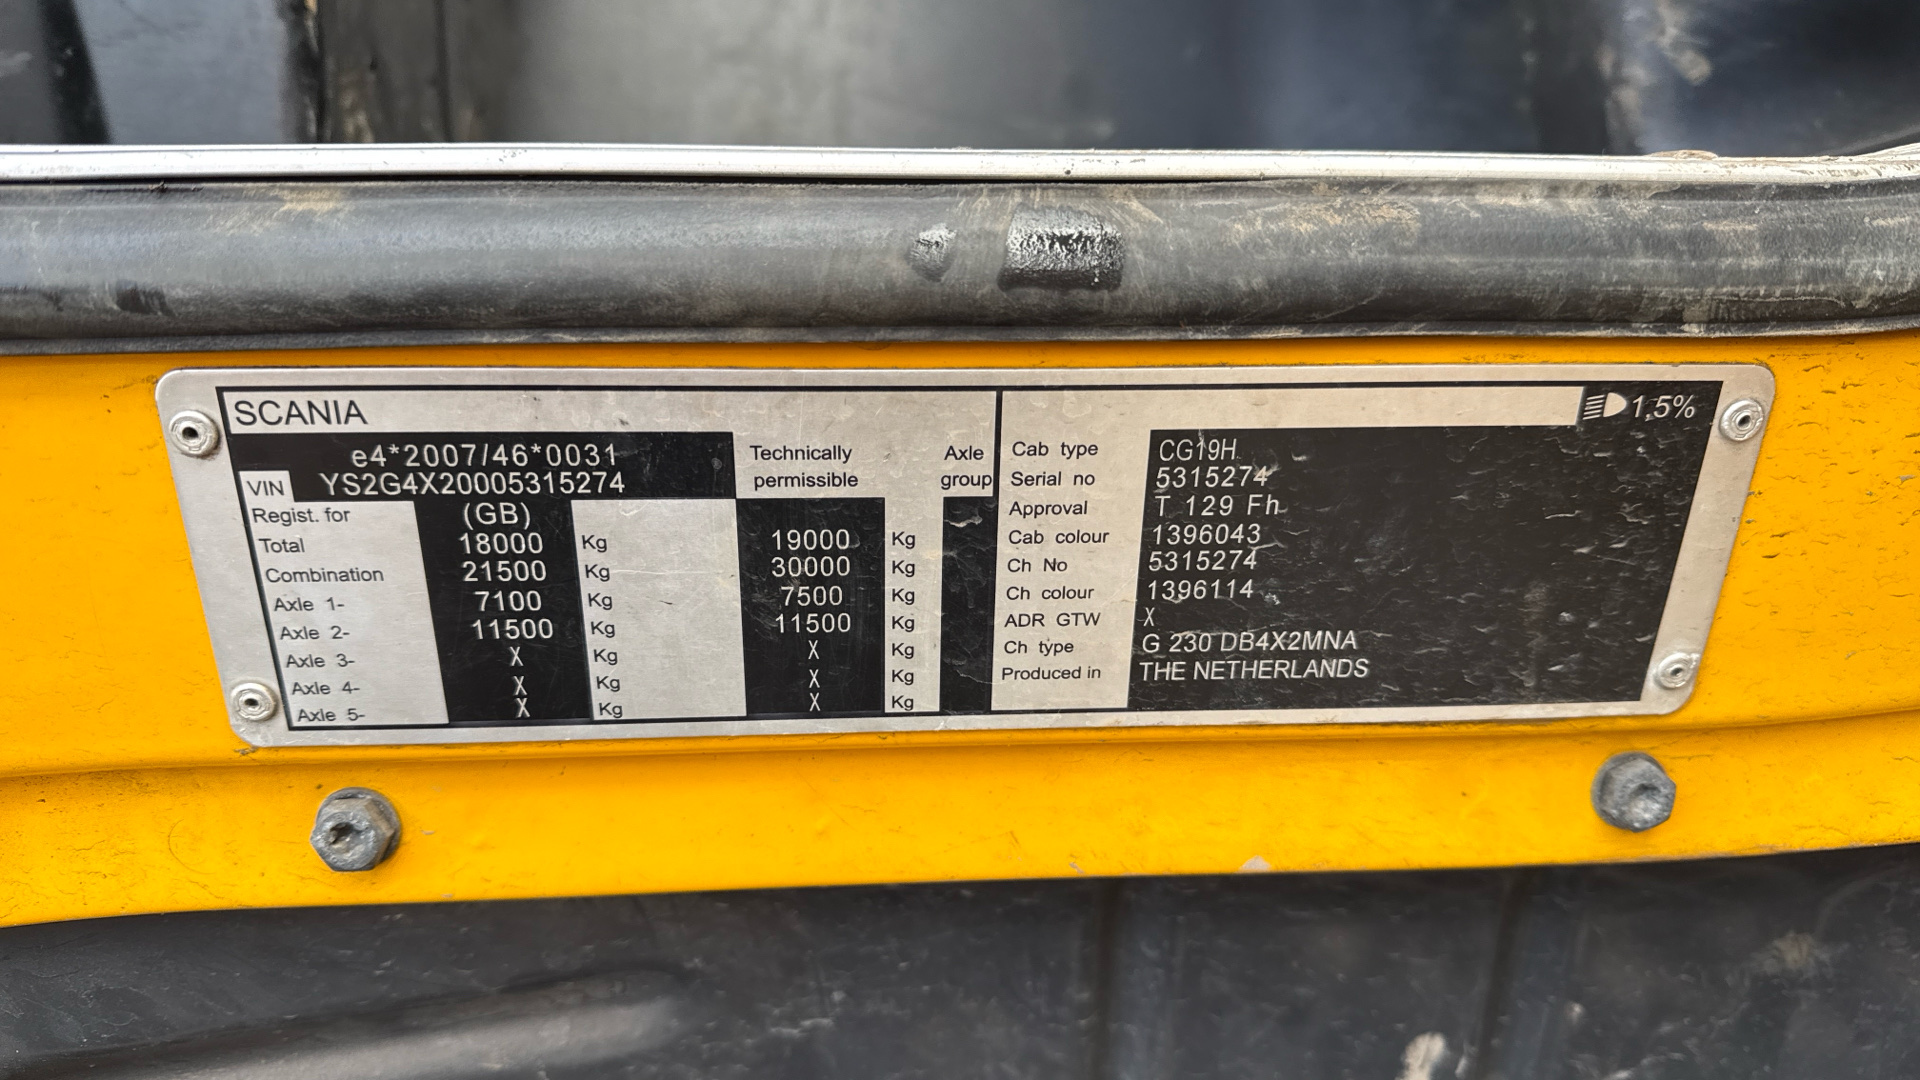 SCANIA
1,5%
e4*2007/46*0031
VIN YS2G4X20005315274
Technically permissible
Axle group
Regist. for (GB)
Total 18000 Kg 19000 Kg
Combination 21500 Kg 30000 Kg
Axle 1- 7100 Kg 7500 Kg
Axle 2- 11500 Kg 11500 Kg
Axle 3- X Kg X Kg
Axle 4- X Kg X Kg
Axle 5- X Kg X Kg
Cab type CG19H
Serial no 5315274
Approval T 129 Fh
Cab colour 1396043
Ch No 5315274
Ch colour 1396114
ADR GTW X
Ch type G 230 DB4X2MNA
Produced in THE NETHERLANDS